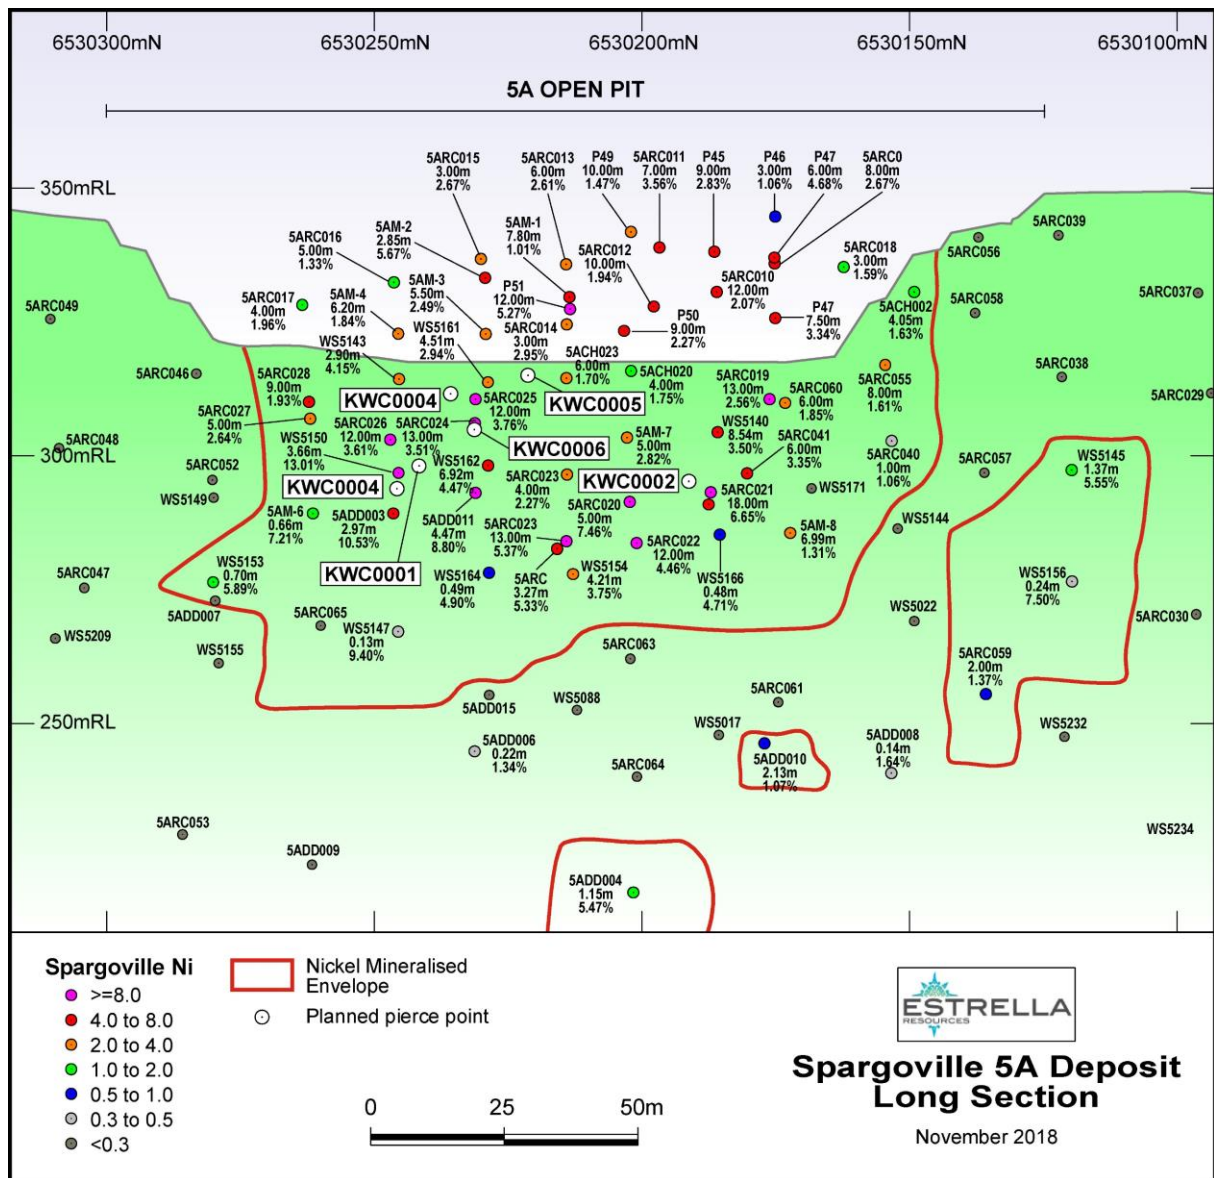 6530300mN
6530250mN
6530200mN
6530150mN
6530100mN
5A OPEN PIT
350mRL
300mRL
250mRL
5ARC015
3.00m
2.67%
5ARC013
6.00m
2.61%
P49
10.00m
1.47%
5ARC011
7.00m
3.56%
P45
9.00m
2.83%
P46
3.00m
1.06%
P47
6.00m
4.68%
5ARC0
8.00m
2.67%
5ARC039
5ARC056
5ARC016
5.00m
1.33%
5AM-2
2.85m
5.67%
5AM-1
7.80m
1.01%
5ARC012
10.00m
1.94%
5ARC018
3.00m
1.59%
5ARC010
12.00m
2.07%
5ARC049
5ARC017
4.00m
1.96%
5AM-4
6.20m
1.84%
5AM-3
5.50m
2.49%
P51
12.00m
5.27%
5ARC014
3.00m
2.95%
P50
9.00m
2.27%
P47
7.50m
3.34%
5ACH002
4.05m
1.63%
5ARC058
5ARC037
WS5143
2.90m
4.15%
WS5161
4.51m
2.94%
5ACH023
6.00m
1.70%
5ACH020
4.00m
1.75%
5ARC046
5ARC028
9.00m
1.93%
KWC0004
5ARC025
12.00m
3.76%
KWC0005
5ARC019
13.00m
2.56%
5ARC060
6.00m
1.85%
5ARC055
8.00m
1.61%
5ARC038
5ARC029
5ARC027
5.00m
2.64%
5ARC026
12.00m
3.61%
5ARC024
13.00m
3.51%
KWC0006
5AM-7
5.00m
2.82%
WS5140
8.54m
3.50%
5ARC041
6.00m
3.35%
5ARC040
1.00m
1.06%
5ARC048
5ARC052
WS5149
WS5150
3.66m
13.01%
WS5162
6.92m
4.47%
5ARC023
4.00m
2.27%
KWC0002
5ARC021
18.00m
6.65%
WS5171
5ARC057
WS5145
1.37m
5.55%
KWC0004
5AM-6
0.66m
7.21%
5ADD003
2.97m
10.53%
5ADD011
4.47m
8.80%
5ARC020
5.00m
7.46%
5AM-8
6.99m
1.31%
WS5144
5ARC023
13.00m
5.37%
5ARC022
12.00m
4.46%
KWC0001
WS5153
0.70m
5.89%
WS5164
0.49m
4.90%
5ARC
3.27m
5.33%
WS5154
4.21m
3.75%
WS5166
0.48m
4.71%
WS5156
0.24m
7.50%
5ARC047
5ADD007
5ARC065
WS5022
5ARC030
WS5209
WS5155
WS5147
0.13m
9.40%
5ARC063
5ARC059
2.00m
1.37%
5ADD015
WS5088
5ARC061
WS5017
5ADD006
0.22m
1.34%
5ARC064
5ADD010
2.13m
1.07%
5ADD008
0.14m
1.64%
WS5232
5ARC053
5ADD009
WS5234
5ADD004
1.15m
5.47%
Spargoville Ni
>=8.0
4.0 to 8.0
2.0 to 4.0
1.0 to 2.0
0.5 to 1.0
0.3 to 0.5
<0.3
Nickel Mineralised
Envelope
Planned pierce point
0
25
50m
ESTRELLA
RESOURCES
Spargoville 5A Deposit
Long Section
November 2018